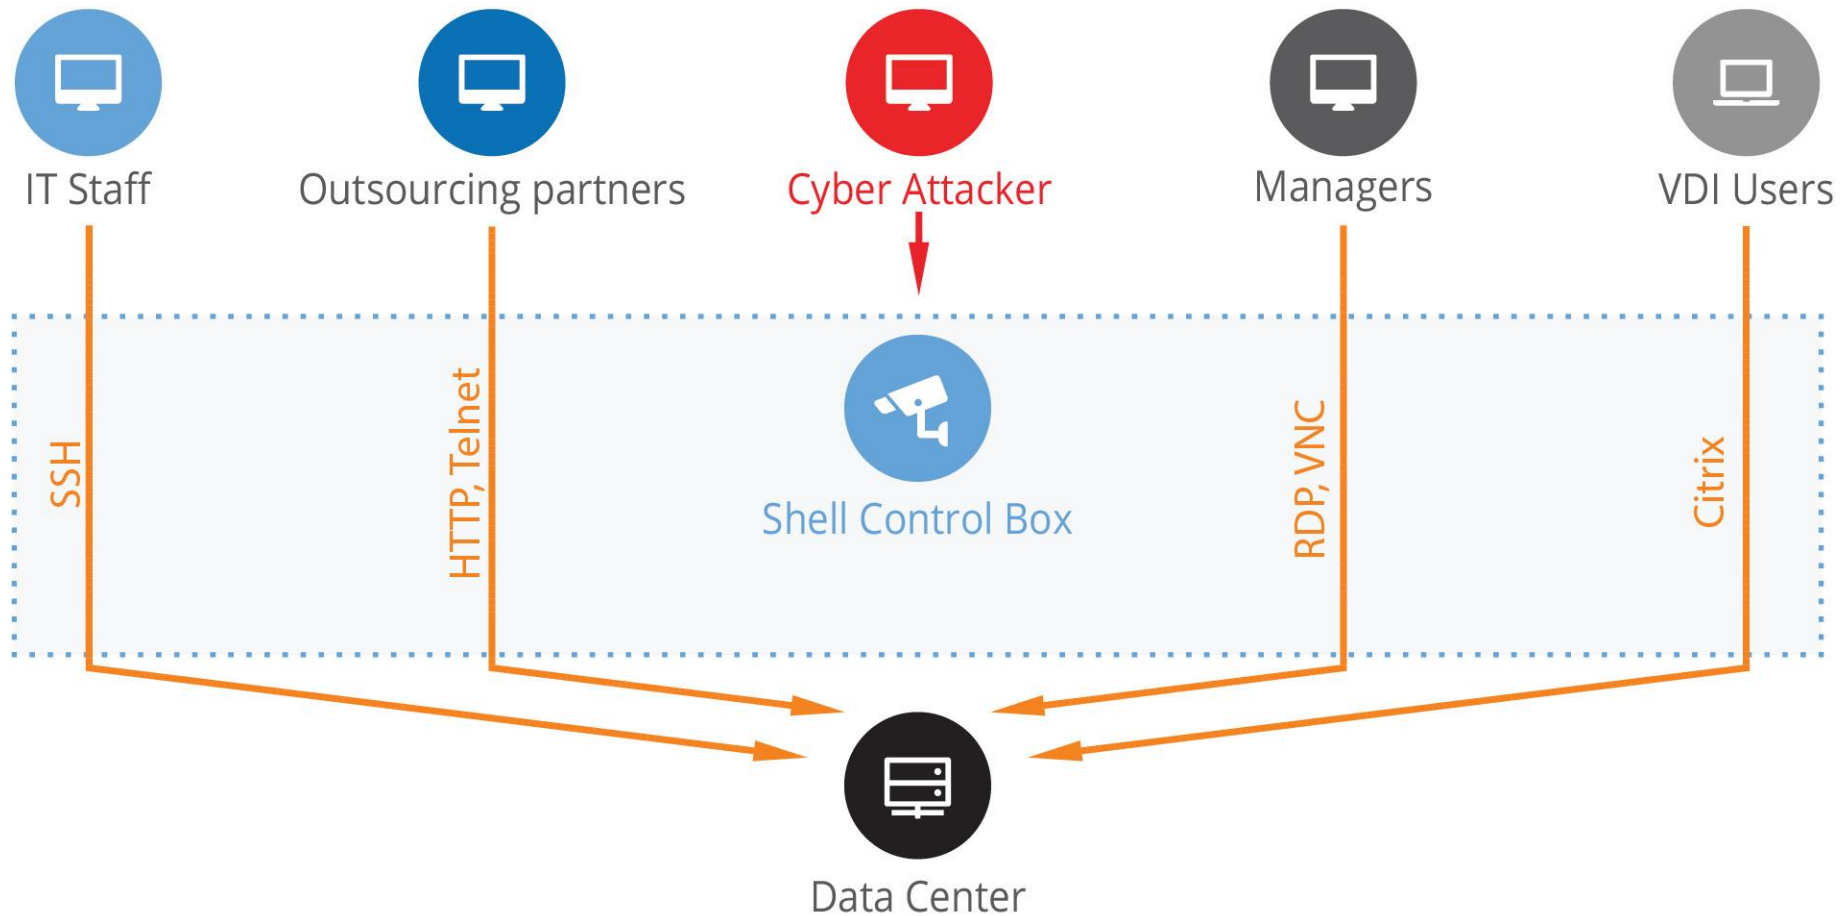 IT Staff
Outsourcing partners
Cyber Attacker
Managers
VDI Users
SSH
HTTP, Telnet
Shell Control Box
RDP, VNC
Citrix
Data Center